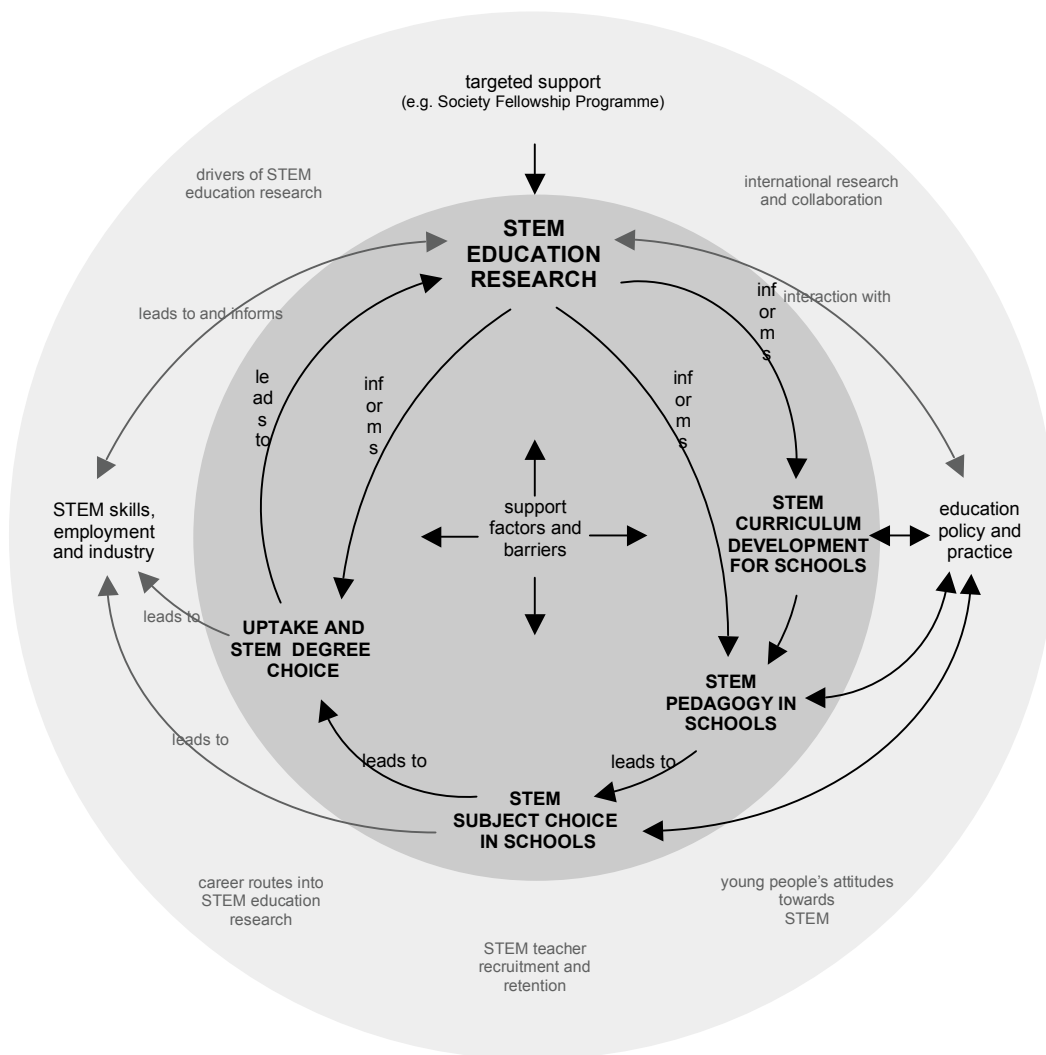 targeted support
(e.g. Society Fellowship Programme)
drivers of STEM
education research
international research
and collaboration
STEM
EDUCATION
RESEARCH
leads to and informs
inf
or
m
s
interaction with
le
ad
s
to
inf
or
m
s
inf
or
m
s
support
factors and
barriers
STEM skills,
employment
and industry
STEM
CURRICULUM
DEVELOPMENT
FOR SCHOOLS
education
policy and
practice
leads to
UPTAKE AND
STEM  DEGREE
CHOICE
STEM
PEDAGOGY IN
SCHOOLS
leads to
leads to
leads to
STEM
SUBJECT CHOICE
IN SCHOOLS
career routes into
STEM education
research
young people’s attitudes
towards
STEM
STEM teacher
recruitment and
retention